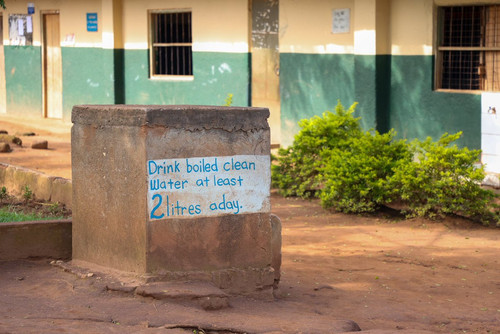 Drink boiled clean
Water at least
2 litres aday.